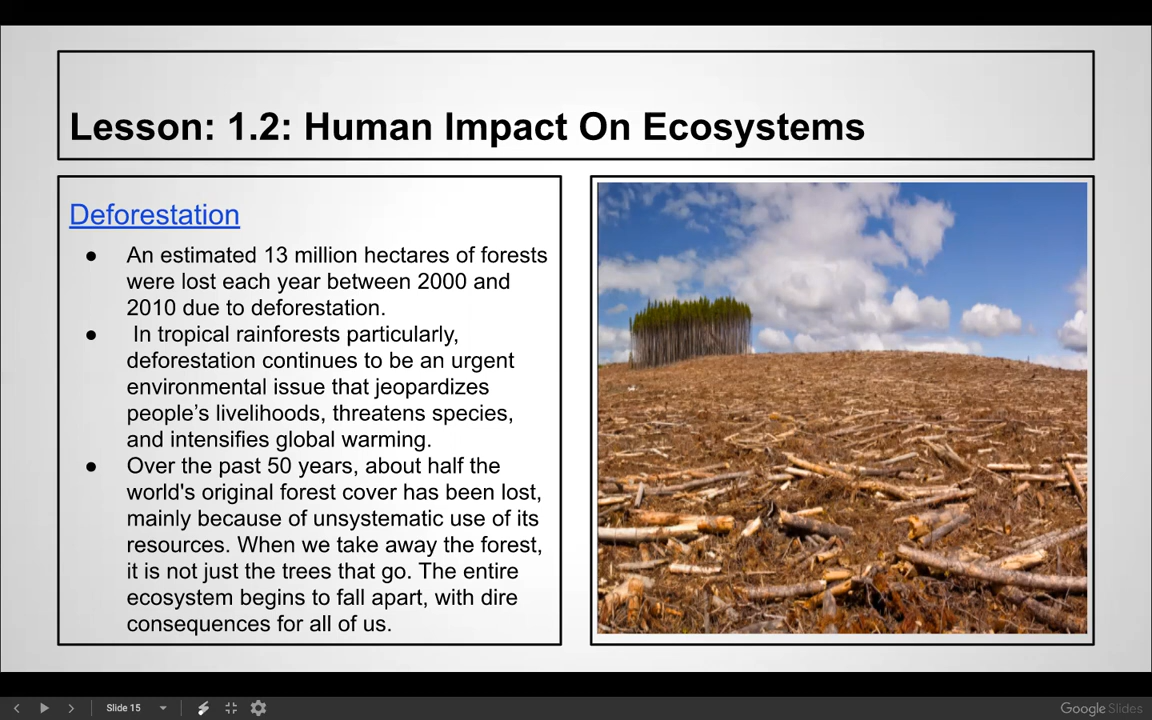 Lesson: 1.2: Human Impact On Ecosystems
Deforestation
● An estimated 13 million hectares of forests
were lost each year between 2000 and
2010 due to deforestation.
● In tropical rainforests particularly,
deforestation continues to be an urgent
environmental issue that jeopardizes
people’s livelihoods, threatens species,
and intensifies global warming.
● Over the past 50 years, about half the
world's original forest cover has been lost,
mainly because of unsystematic use of its
resources. When we take away the forest,
it is not just the trees that go. The entire
ecosystem begins to fall apart, with dire
consequences for all of us.
Slide 15
Google Slides